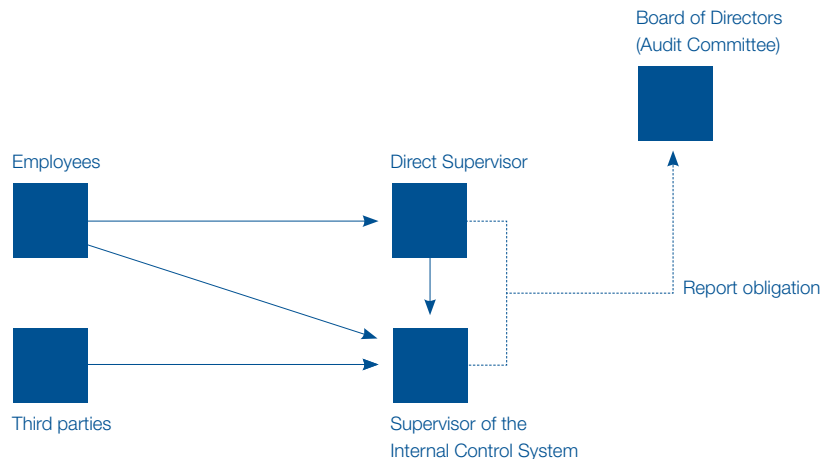 Board of Directors
(Audit Committee)
Employees
Direct Supervisor
Report obligation
Third parties
Supervisor of the
Internal Control System